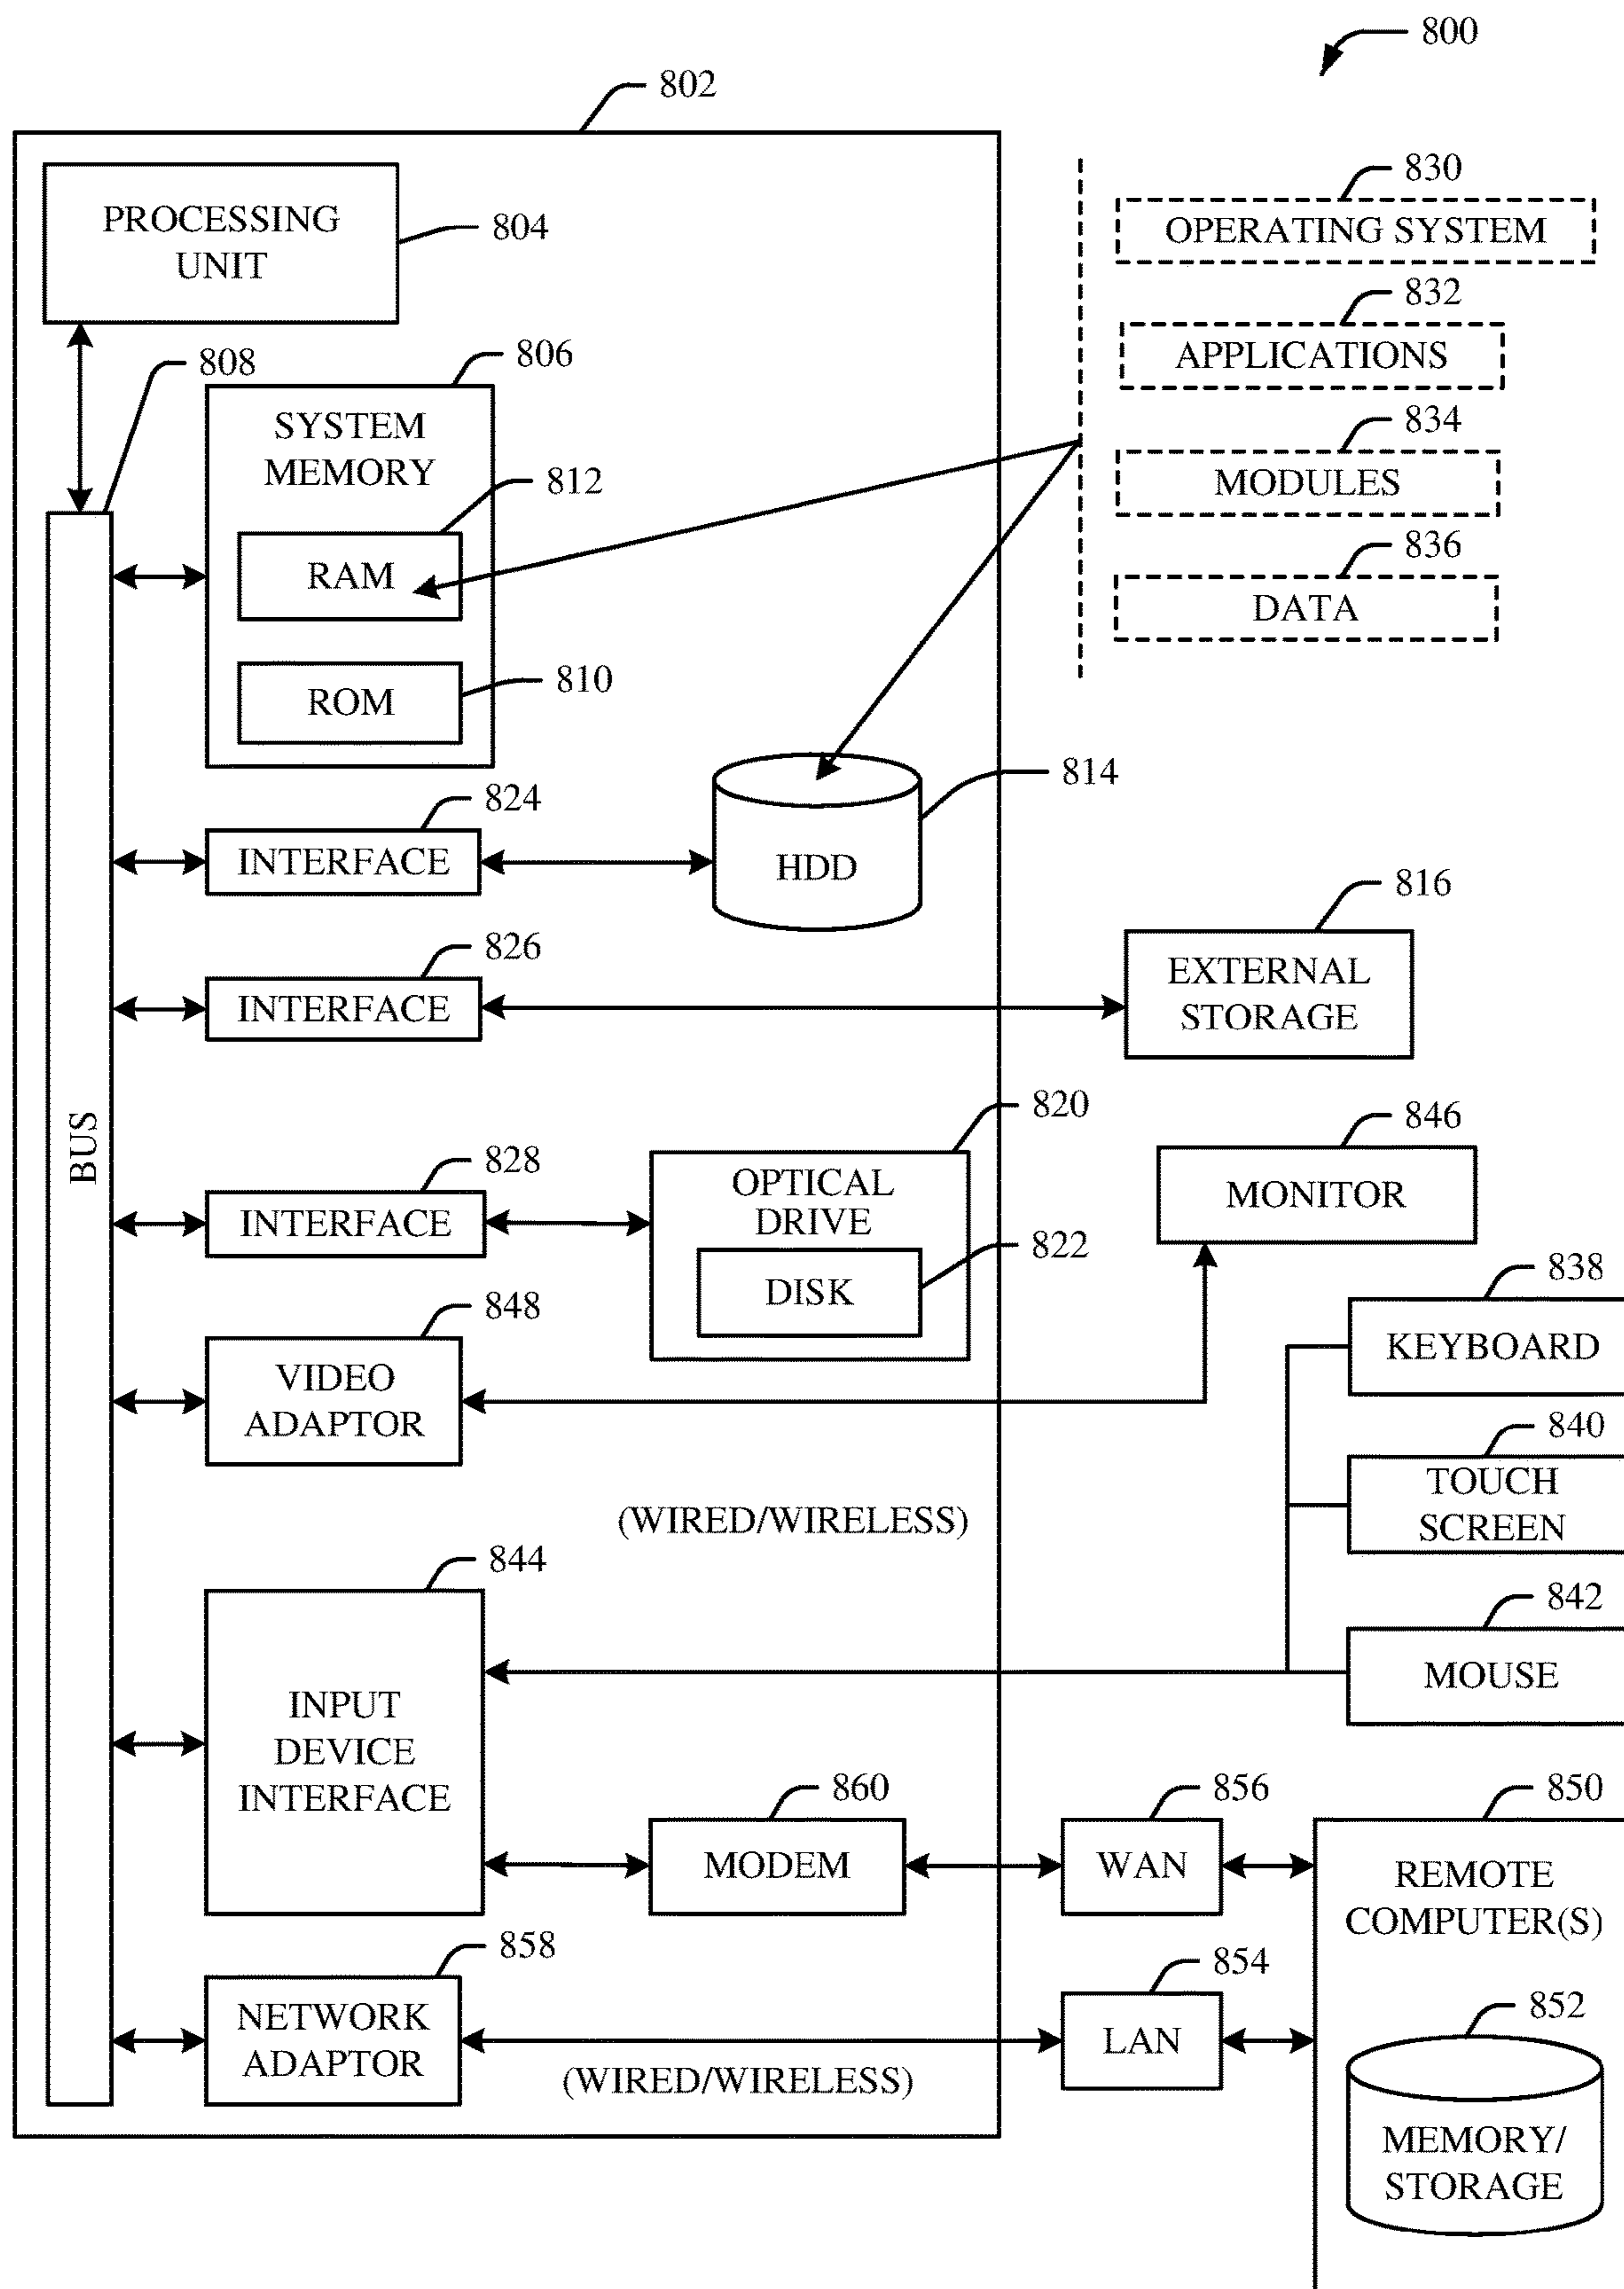 800
802
PROCESSING
UNIT
804
830
OPERATING SYSTEM
832
APPLICATIONS
834
MODULES
836
DATA
808
806
SYSTEM
MEMORY
812
RAM
810
ROM
814
HDD
824
INTERFACE
816
EXTERNAL
STORAGE
826
INTERFACE
BUS
820
OPTICAL
DRIVE
822
DISK
828
INTERFACE
846
MONITOR
848
VIDEO
ADAPTOR
838
KEYBOARD
840
TOUCH
SCREEN
(WIRED/WIRELESS)
842
MOUSE
844
INPUT
DEVICE
INTERFACE
860
MODEM
856
WAN
850
REMOTE
COMPUTER(S)
858
NETWORK
ADAPTOR
(WIRED/WIRELESS)
854
LAN
852
MEMORY/
STORAGE